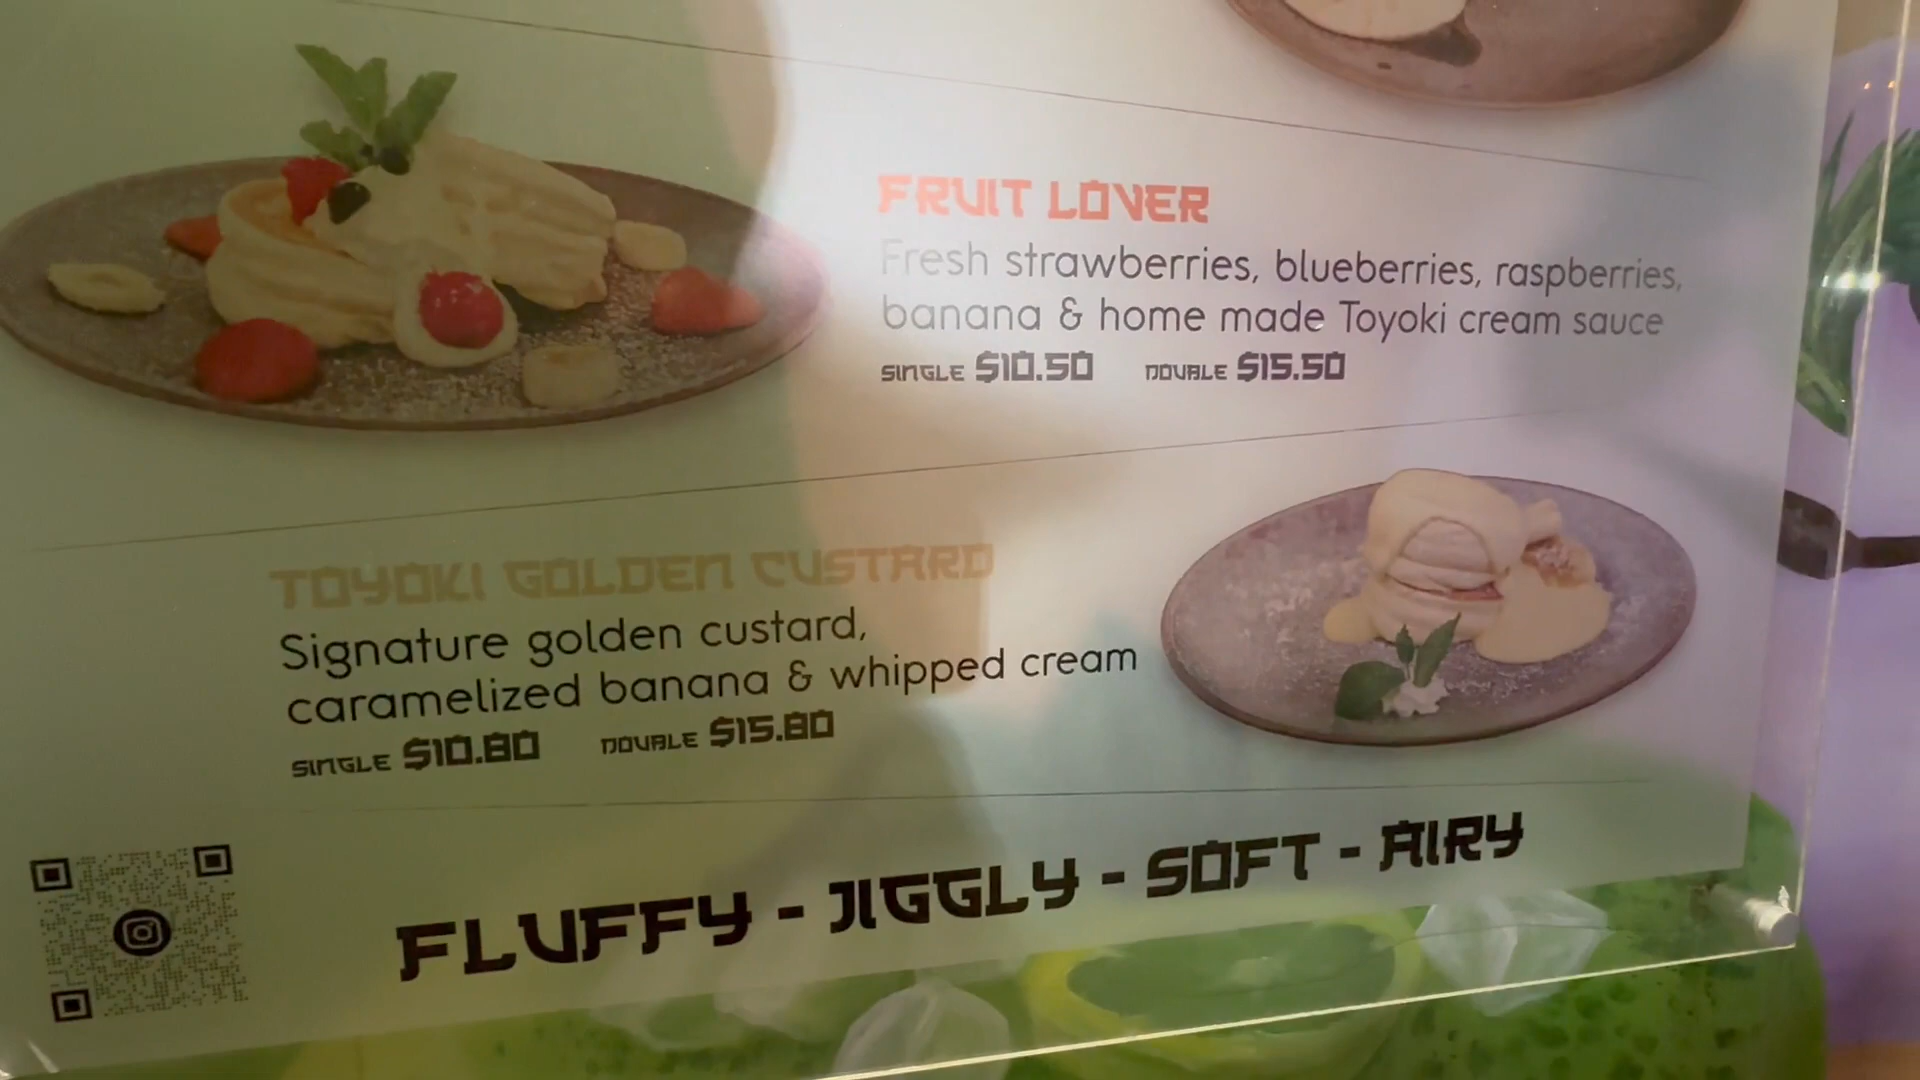 FRUIT LOVER
Fresh strawberries, blueberries, raspberries,
banana & home made Toyoki cream sauce
SINGLE $10.50 DOUBLE $15.50
TOYOKI GOLDEN CUSTARD
Signature golden custard,
caramelized banana & whipped cream
SINGLE $10.80 DOUBLE $15.80
FLUFFY - JIGGLY - SOFT - AIRY